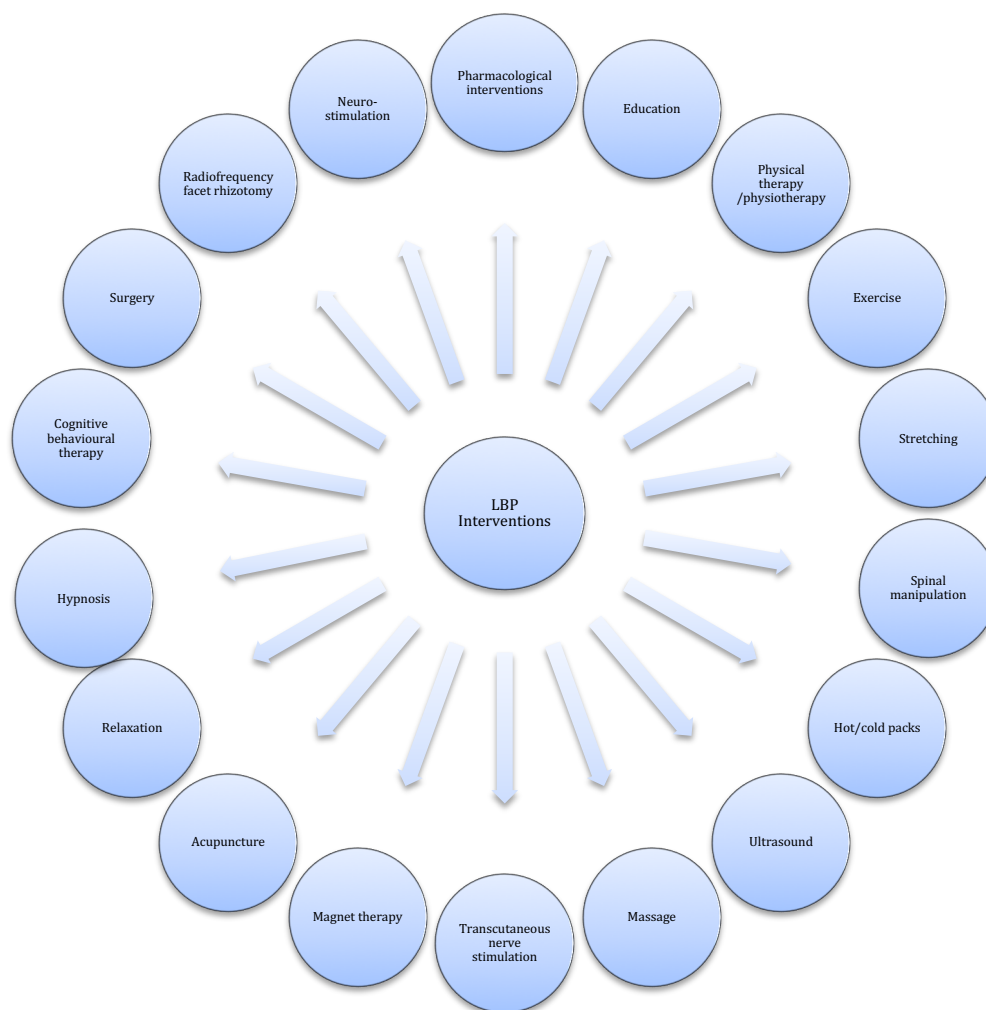 Pharmacological
interventions
Education
Physical
therapy
/physiotherapy
Exercise
Stretching
Spinal
manipulation
Hot/cold packs
Ultrasound
Massage
Transcutaneous
nerve
stimulation
Magnet therapy
Acupuncture
Relaxation
Hypnosis
Cognitive
behavioural
therapy
Surgery
Radiofrequency
facet rhizotomy
Neuro-
stimulation
LBP
Interventions